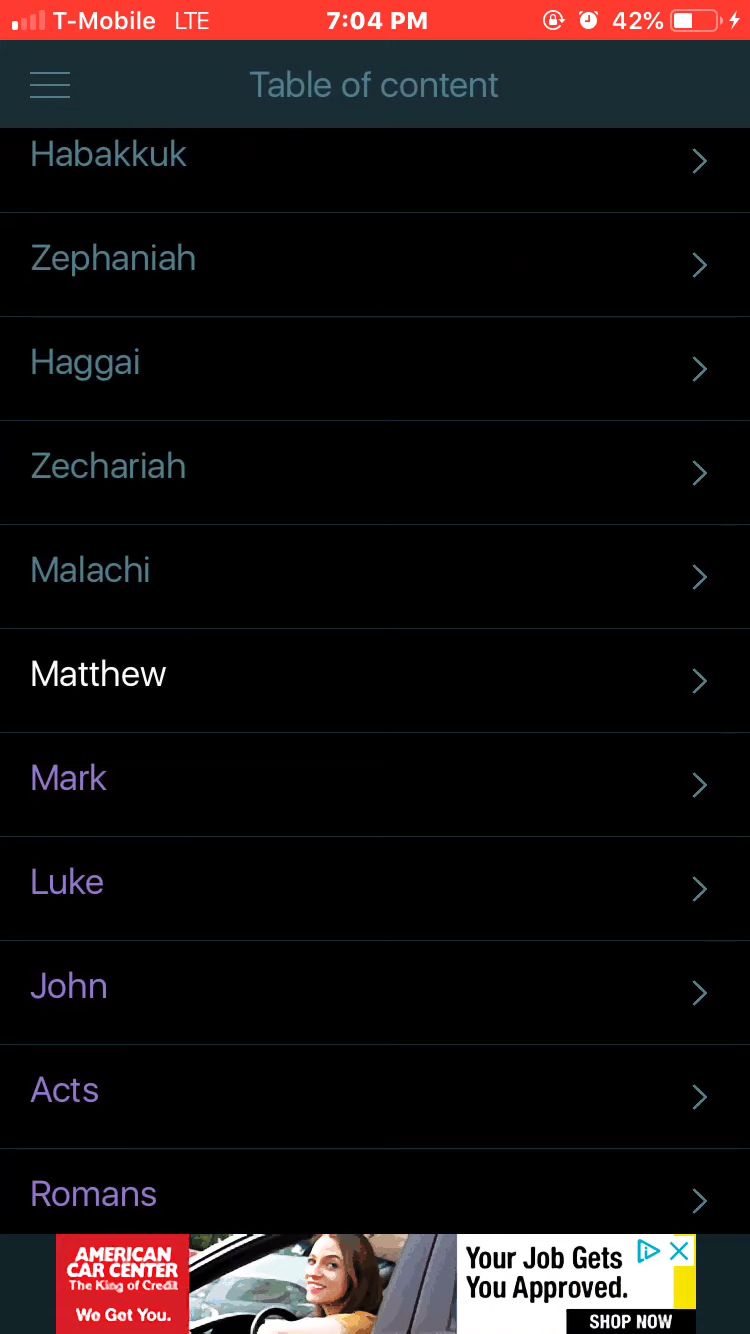 T-Mobile LTE 7:04 PM 42%
Table of content
Habakkuk
Zephaniah
Haggai
Zechariah
Malachi
Matthew
Mark
Luke
John
Acts
Romans
AMERICAN
CAR CENTER
The King of Credit
We Got You.
Your Job Gets
You Approved.
SHOP NOW